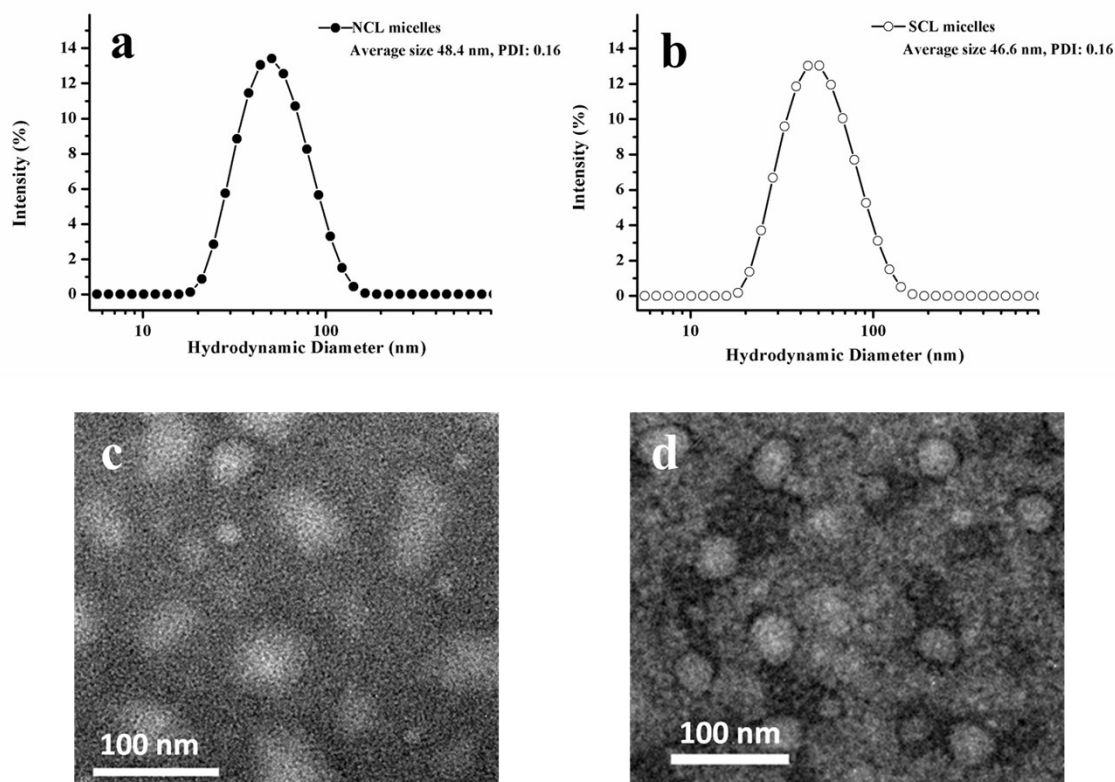 a
NCL micelles
Average size 48.4 nm, PDI: 0.16
14
12
10
8
6
4
2
0
Intensity (%)
10
100
Hydrodynamic Diameter (nm)
b
SCL micelles
Average size 46.6 nm, PDI: 0.16
14
12
10
8
6
4
2
0
Intensity (%)
10
100
Hydrodynamic Diameter (nm)
c
100 nm
d
100 nm